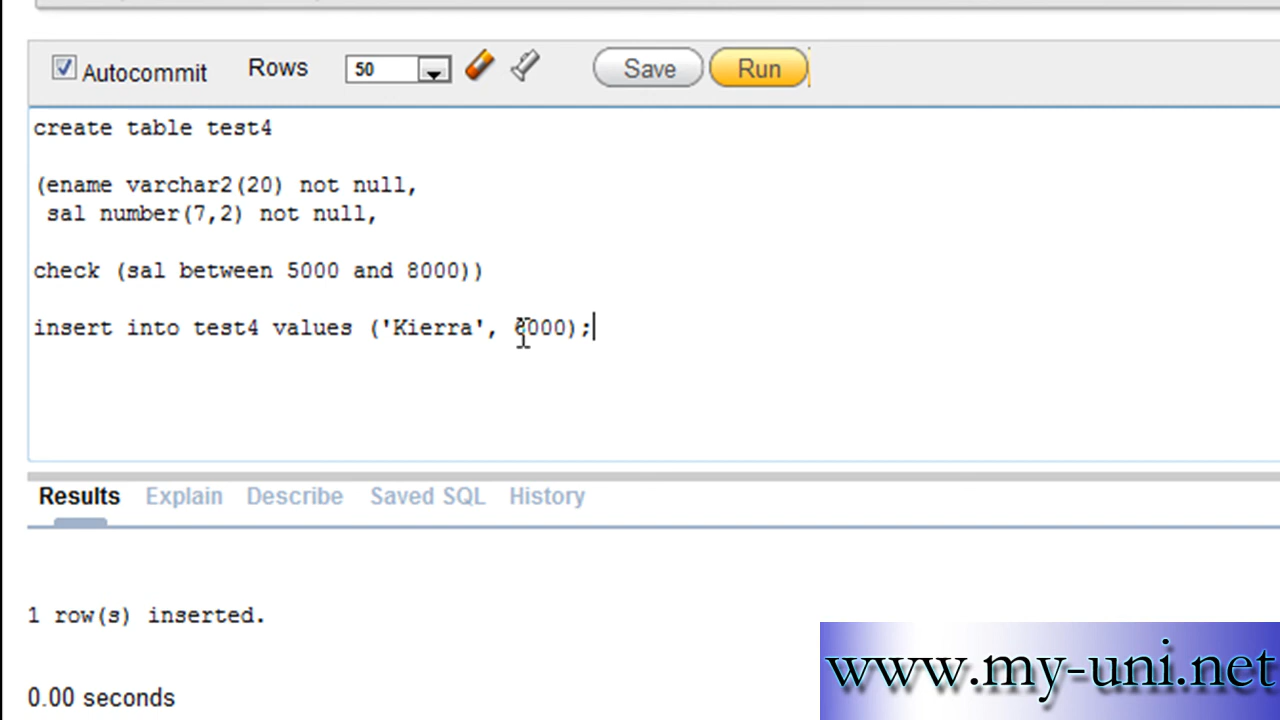 Autocommit Rows 50 Save Run
create table test4
(ename varchar2(20) not null,
sal number(7,2) not null,
check (sal between 5000 and 8000))
insert into test4 values ('Kierra', 000);
Results Explain Describe Saved SQL History
1 row(s) inserted.
0.00 seconds
www.my-uni.net